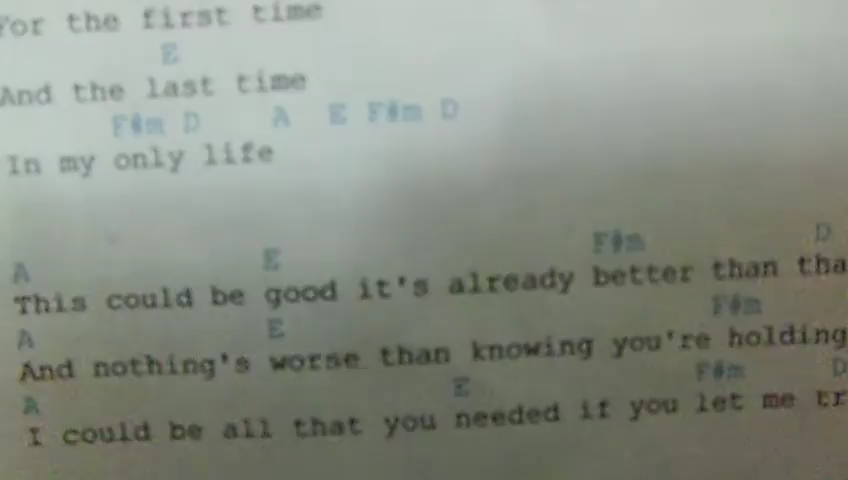 For the first time
E
And the last time
F#m D A E F#m D
In my only life
A E F#m D
This could be good it's already better than tha
A E F#m
And nothing's worse than knowing you're holding
A E F#m D
I could be all that you needed if you let me tr